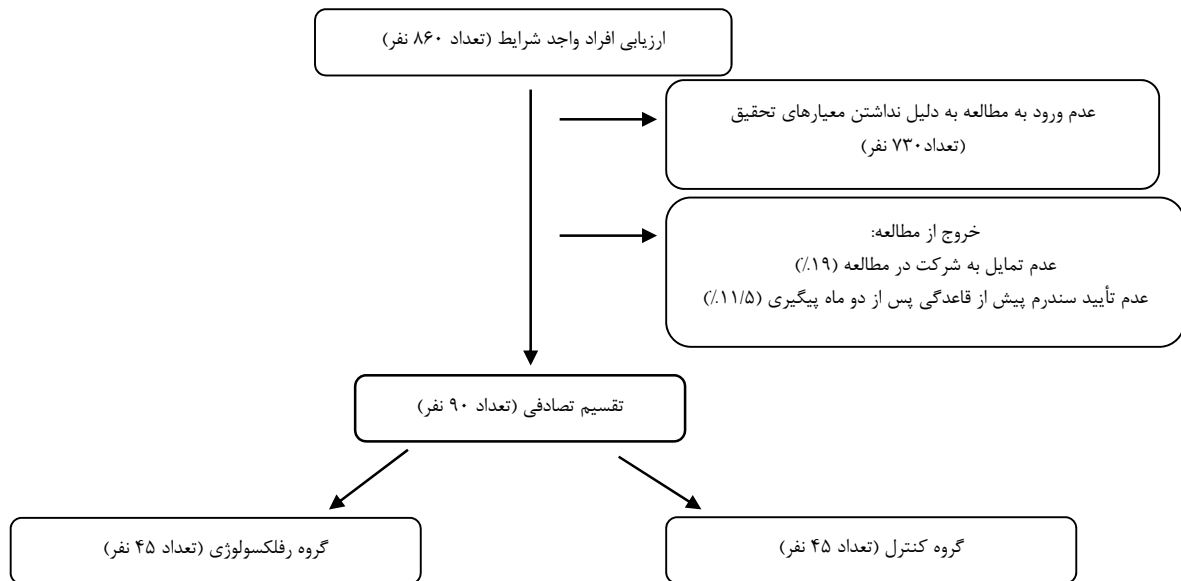 ارزیابی افراد واجد شرایط (تعداد ۸۶۰ نفر)
عدم ورود به مطالعه به دلیل نداشتن معیارهای تحقیق
(تعداد۷۳۰ نفر)
خروج از مطالعه:
عدم تمایل به شرکت در مطالعه (۱۹٪)
عدم تأیید سندرم پیش از قاعدگی پس از دو ماه پیگیری (۱۱/۵٪)
تقسیم تصادفی (تعداد ۹۰ نفر)
گروه کنترل (تعداد ۴۵ نفر)
گروه رفلکسولوژی (تعداد ۴۵ نفر)